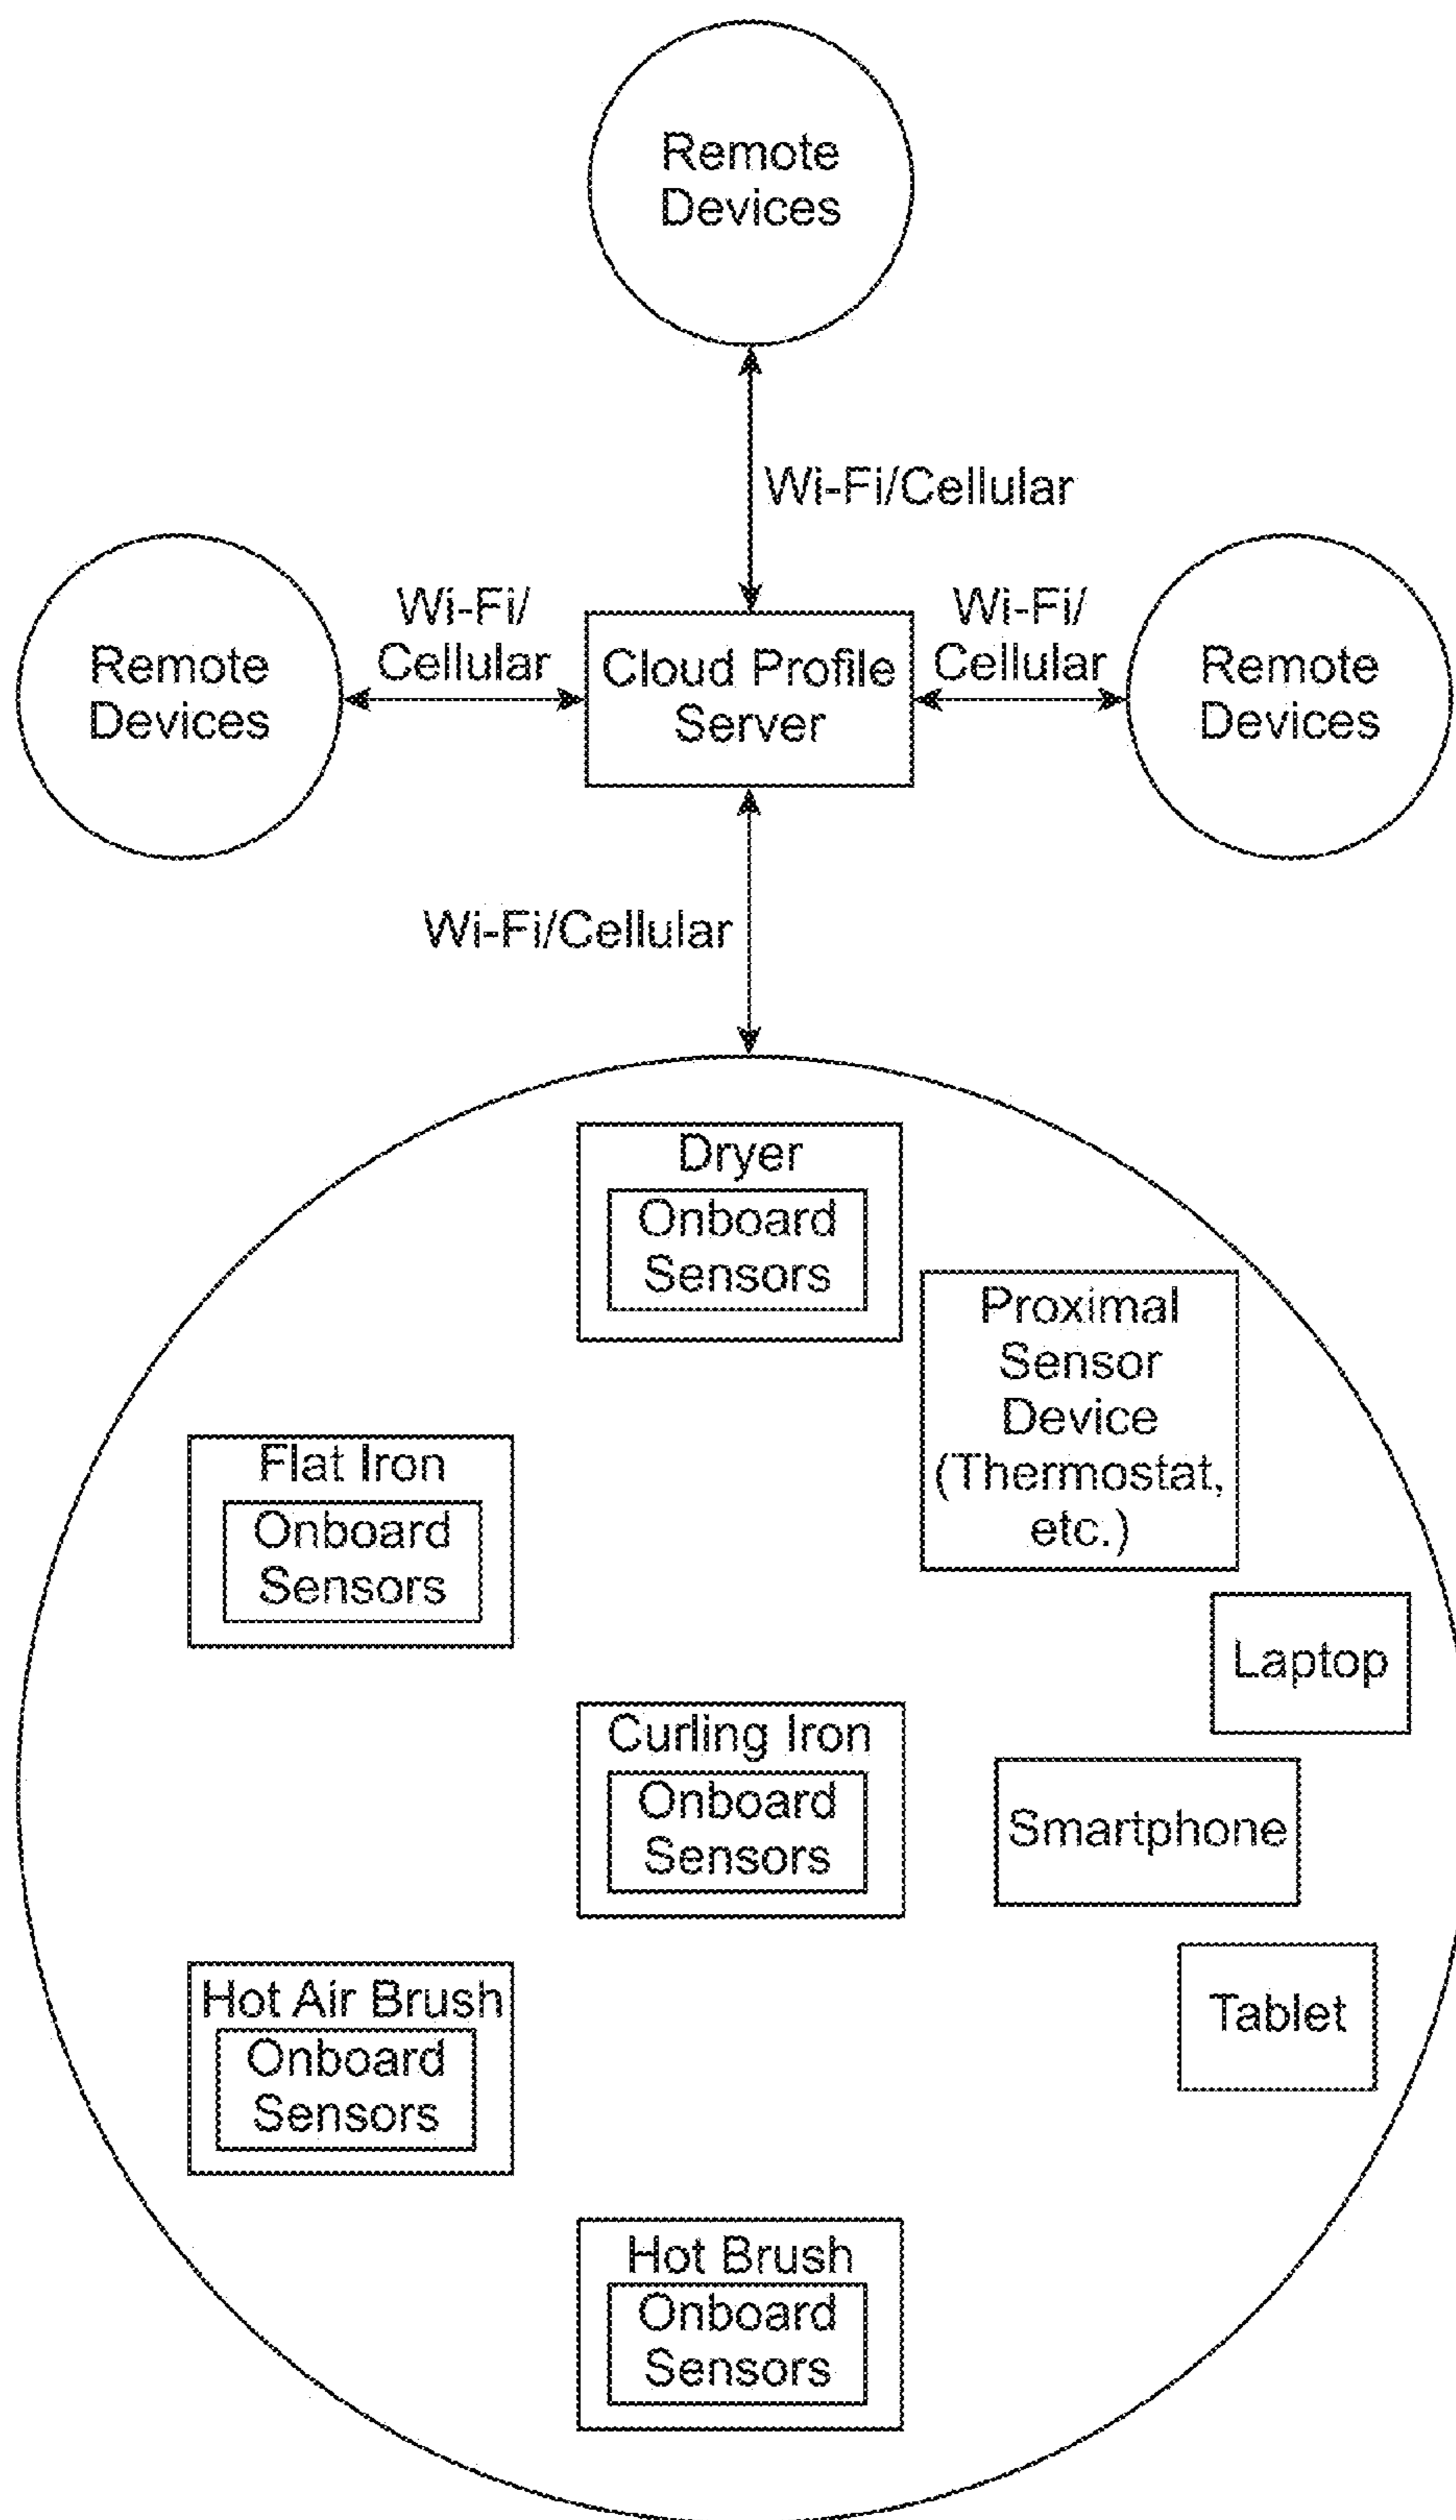 Remote
Devices
Wi-Fi/Cellular
Remote
Devices
Wi-Fi/
Cellular
Cloud Profile
Server
Wi-Fi/
Cellular
Remote
Devices
Wi-Fi/Cellular
Dryer
Onboard
Sensors
Proximal
Sensor
Device
(Thermostat,
etc.)
Flat Iron
Onboard
Sensors
Laptop
Curling Iron
Onboard
Sensors
Smartphone
Hot Air Brush
Onboard
Sensors
Tablet
Hot Brush
Onboard
Sensors